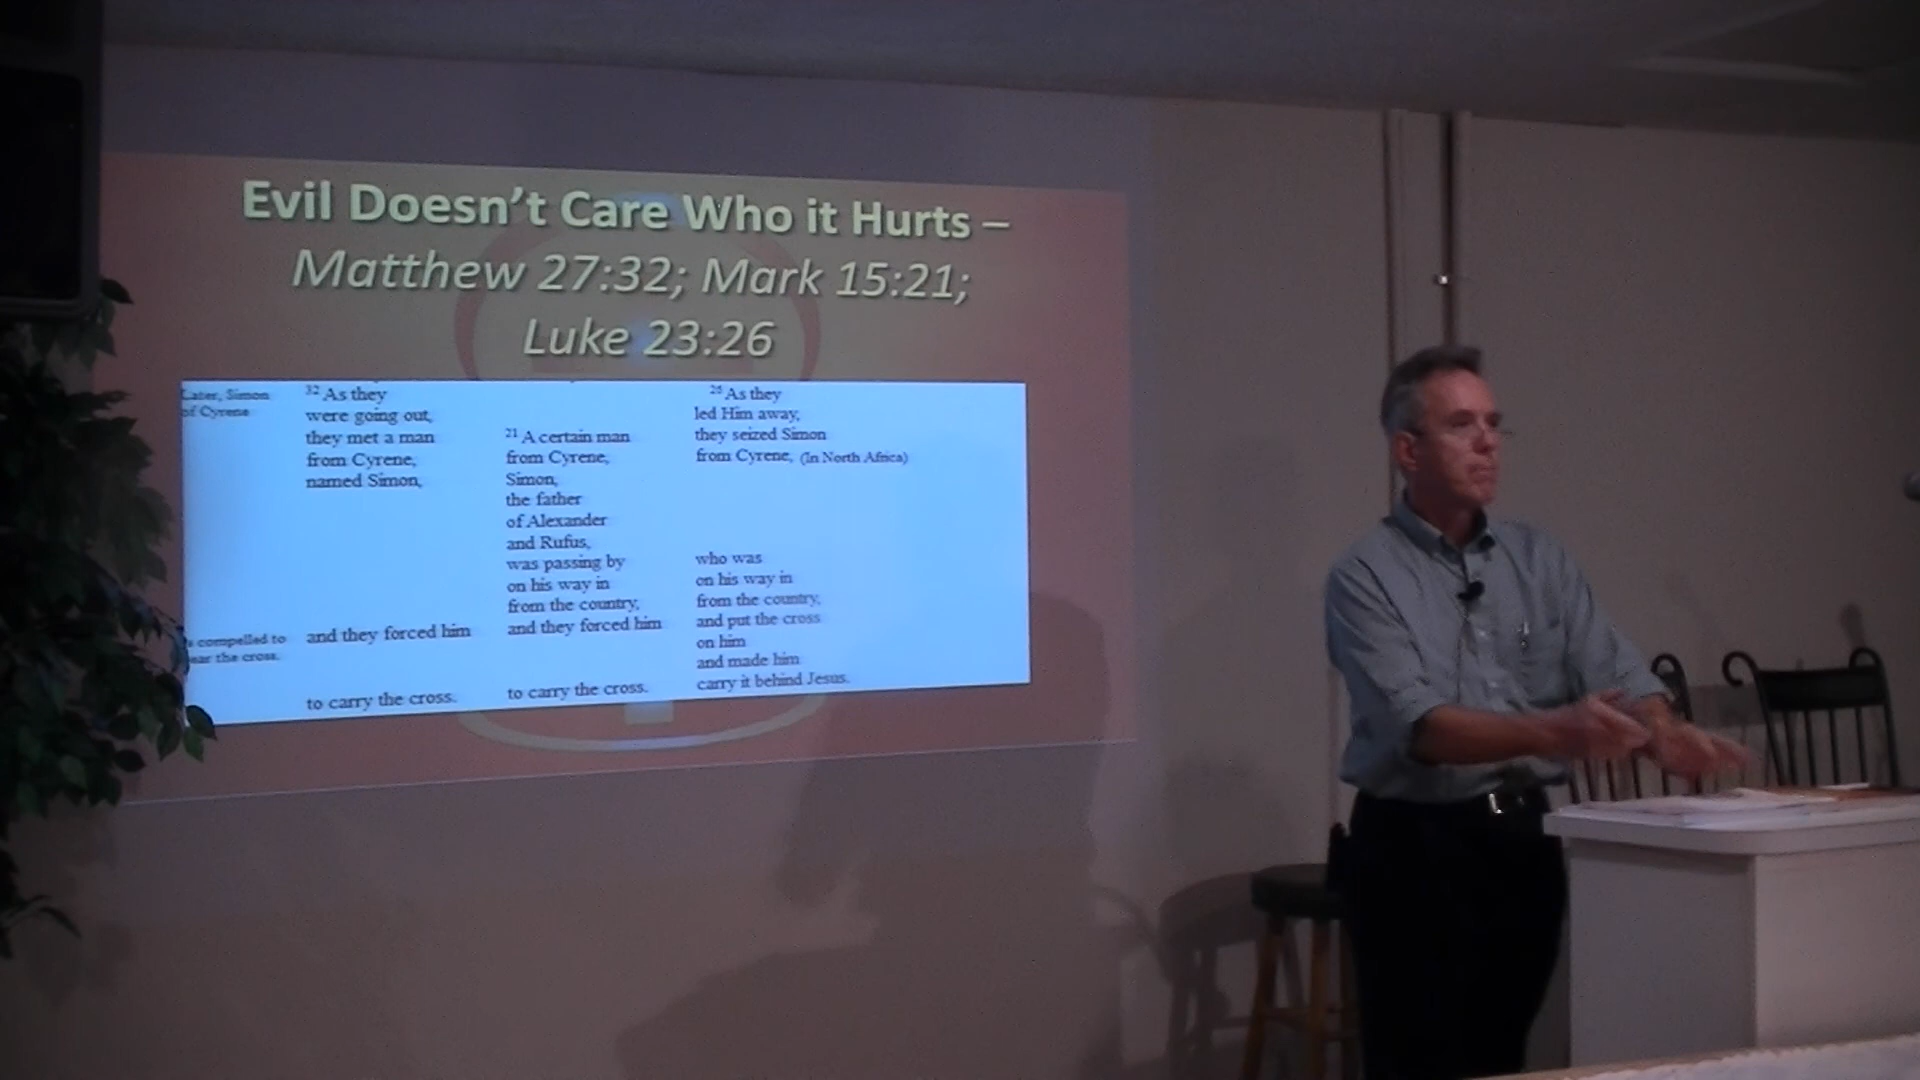 Evil Doesn't Care Who it Hurts –
Matthew 27:32; Mark 15:21;
Luke 23:26
Later, Simon
of Cyrene
compelled to
the cross.
32 As they
were going out,
they met a man
from Cyrene,
named Simon,
and they forced him
to carry the cross.
21 A certain man
from Cyrene,
Simon,
the father
of Alexander
and Rufus,
was passing by
on his way in
from the country,
and they forced him
to carry the cross.
26 As they
led Him away,
they seized Simon
from Cyrene, (In North Africa)
who was
on his way in
from the country,
and put the cross
on him
and made him
carry it behind Jesus.